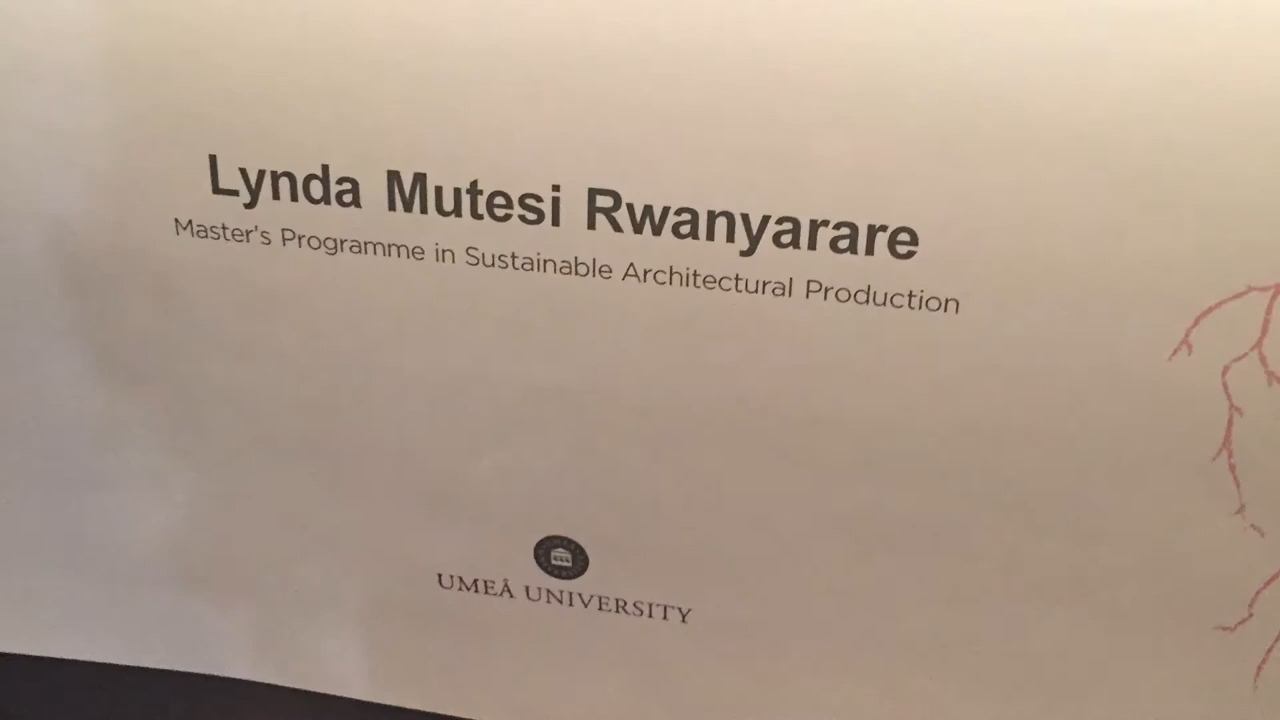 Lynda Mutesi Rwanyarare
Master's Programme in Sustainable Architectural Production
UMEÅ UNIVERSITY